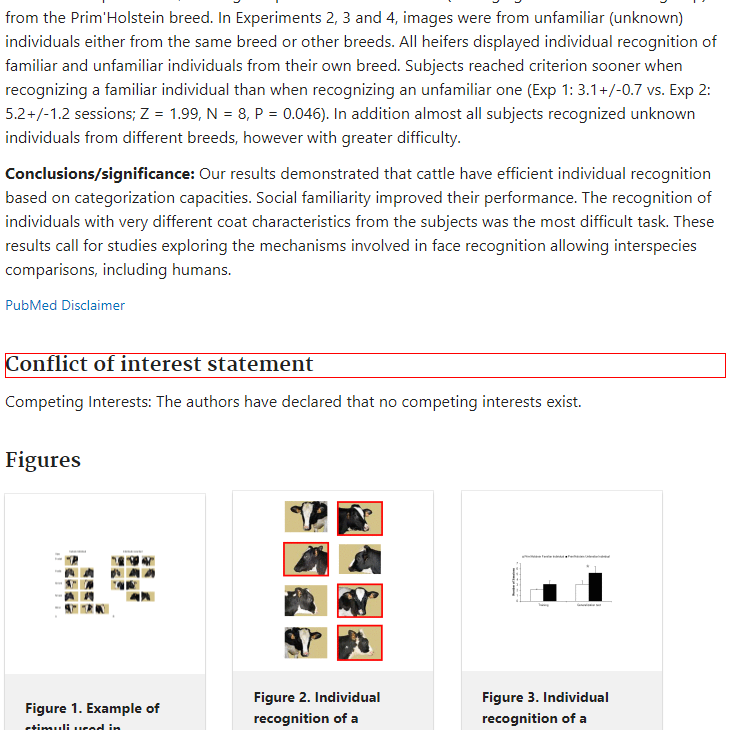 from the Prim'Holstein breed. In Experiments 2, 3 and 4, images were from unfamiliar (unknown)
individuals either from the same breed or other breeds. All heifers displayed individual recognition of
familiar and unfamiliar individuals from their own breed. Subjects reached criterion sooner when
recognizing a familiar individual than when recognizing an unfamiliar one (Exp 1: 3.1+/-0.7 vs. Exp 2:
5.2+/-1.2 sessions; Z = 1.99, N = 8, P = 0.046). In addition almost all subjects recognized unknown
individuals from different breeds, however with greater difficulty.
Conclusions/significance: Our results demonstrated that cattle have efficient individual recognition
based on categorization capacities. Social familiarity improved their performance. The recognition of
individuals with very different coat characteristics from the subjects was the most difficult task. These
results call for studies exploring the mechanisms involved in face recognition allowing interspecies
comparisons, including humans.
PubMed Disclaimer
Conflict of interest statement
Competing Interests: The authors have declared that no competing interests exist.
Figures
Figure 1. Example of
stimuli used in
Figure 2. Individual
recognition of a
Figure 3. Individual
recognition of a